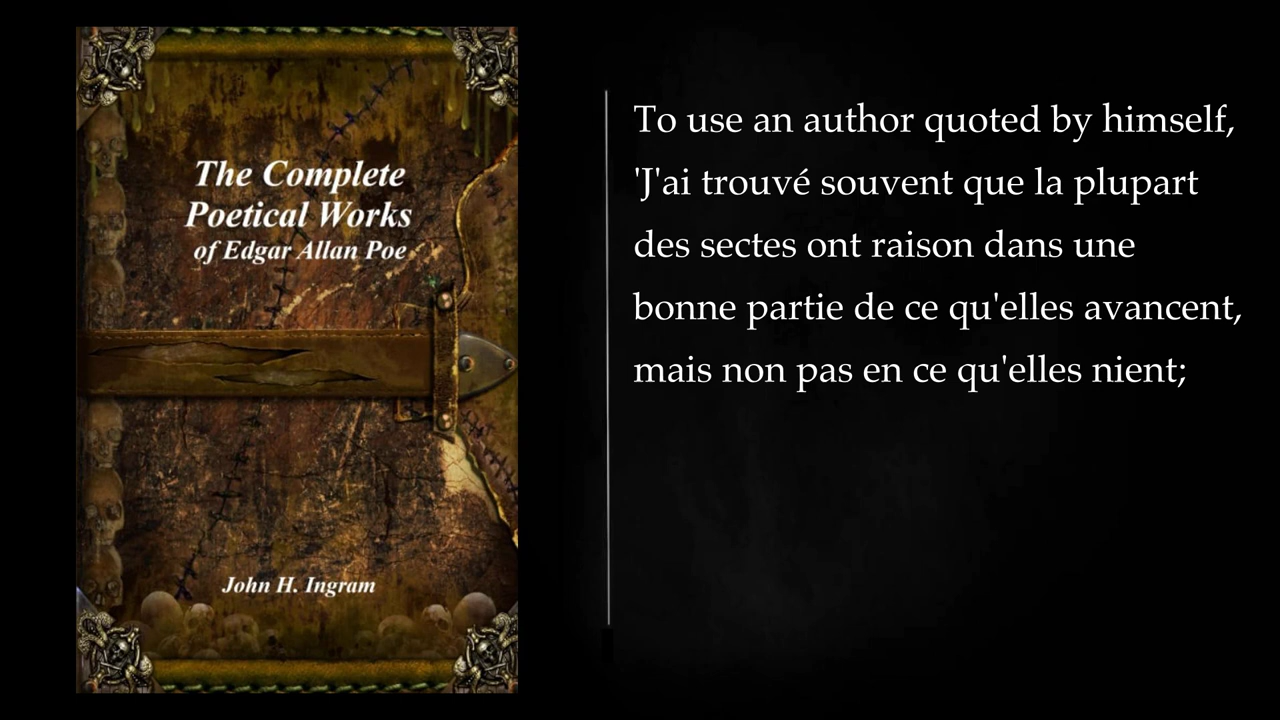 The Complete
Poetical Works
of Edgar Allan Poe
John H. Ingram
To use an author quoted by himself,
'J'ai trouvé souvent que la plupart
des sectes ont raison dans une
bonne partie de ce qu'elles avancent,
mais non pas en ce qu'elles nient;